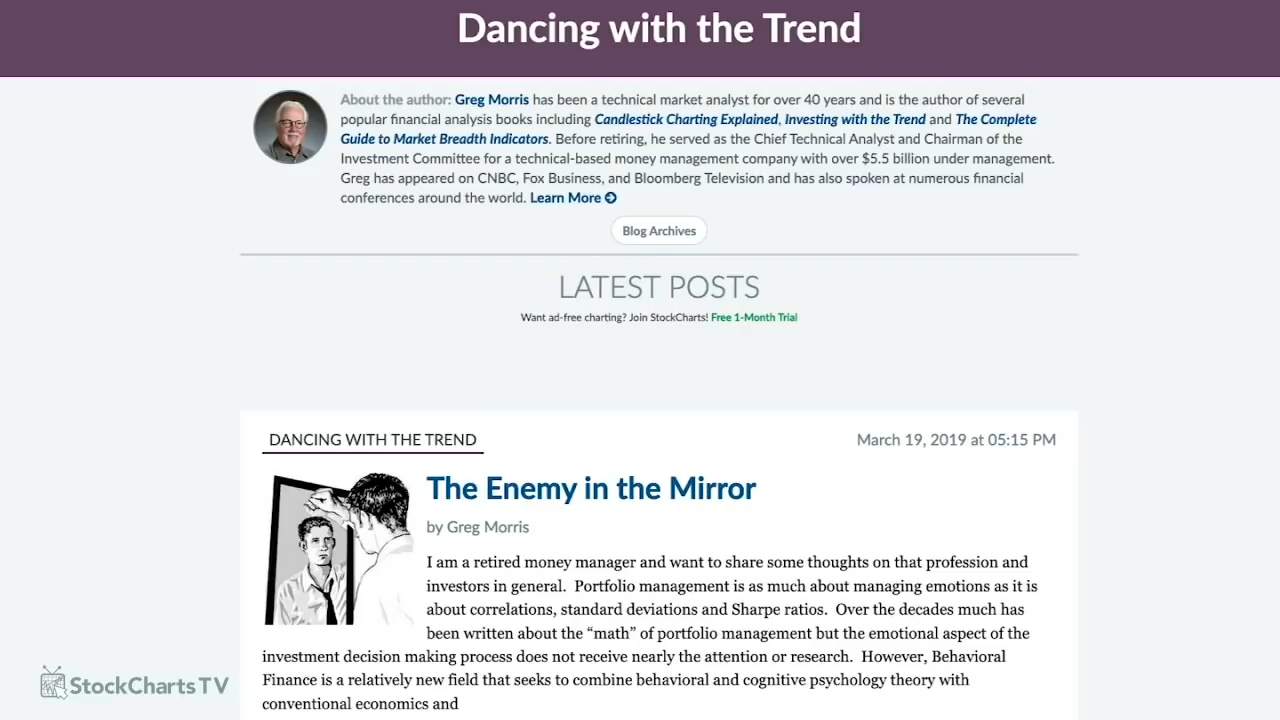 Dancing with the Trend
About the author: Greg Morris has been a technical market analyst for over 40 years and is the author of several
popular financial analysis books including Candlestick Charting Explained, Investing with the Trend and The Complete
Guide to Market Breadth Indicators. Before retiring, he served as the Chief Technical Analyst and Chairman of the
Investment Committee for a technical-based money management company with over $5.5 billion under management.
Greg has appeared on CNBC, Fox Business, and Bloomberg Television and has also spoken at numerous financial
conferences around the world. Learn More
Blog Archives
LATEST POSTS
Want ad-free charting? Join StockCharts! Free 1-Month Trial
DANCING WITH THE TREND
March 19, 2019 at 05:15 PM
The Enemy in the Mirror
by Greg Morris
I am a retired money manager and want to share some thoughts on that profession and
investors in general. Portfolio management is as much about managing emotions as it is
about correlations, standard deviations and Sharpe ratios. Over the decades much has
been written about the “math” of portfolio management but the emotional aspect of the
investment decision making process does not receive nearly the attention or research. However, Behavioral
Finance is a relatively new field that seeks to combine behavioral and cognitive psychology theory with
conventional economics and
StockCharts TV